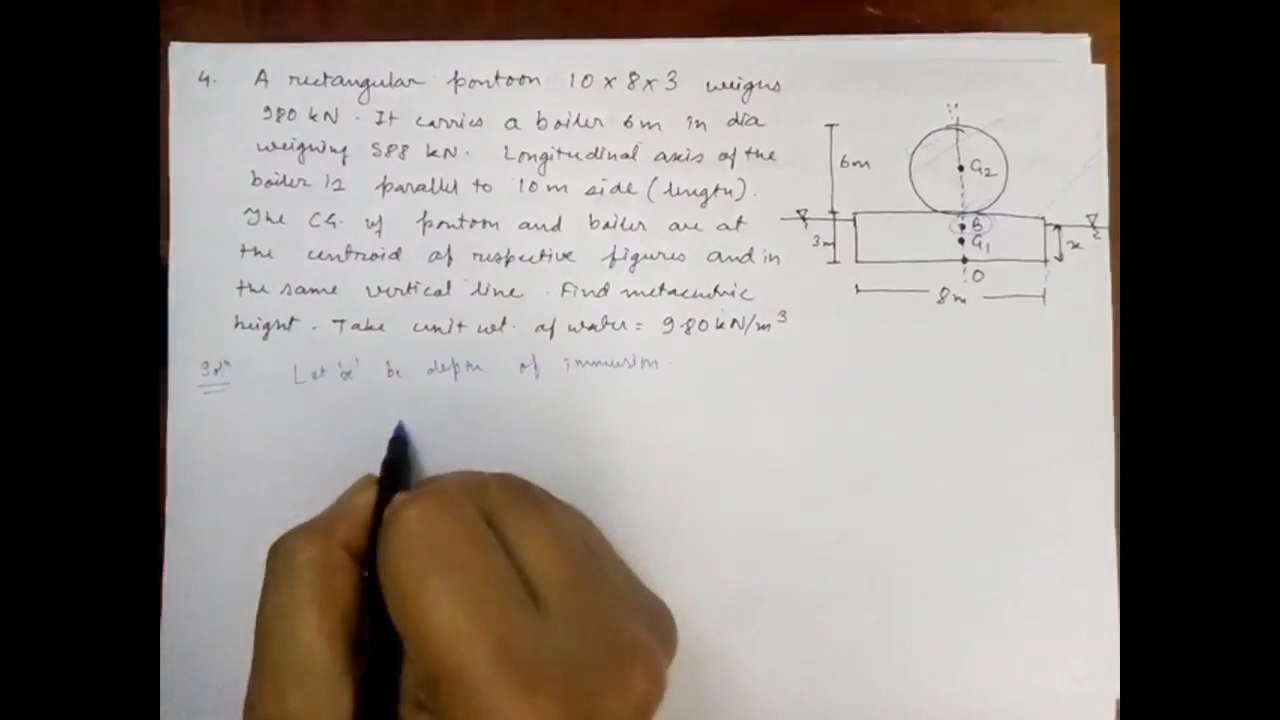 4. A rectangular pontoon 10 x 8 x 3 weighs
980 kN. It carries a boiler 6m in dia
weighing 588 kN. Longitudinal axis of the
boiler is parallel to 10m side (length).
The CG. of pontoon and boiler are at
the centroid of respective figures and in
the same vertical line. Find metacentric
height. Take unit wt. of water = 9.80kN/m³
Solⁿ Let 'x' be depth of immersion.
6m
G2
B
3m
G1
x
O
8m